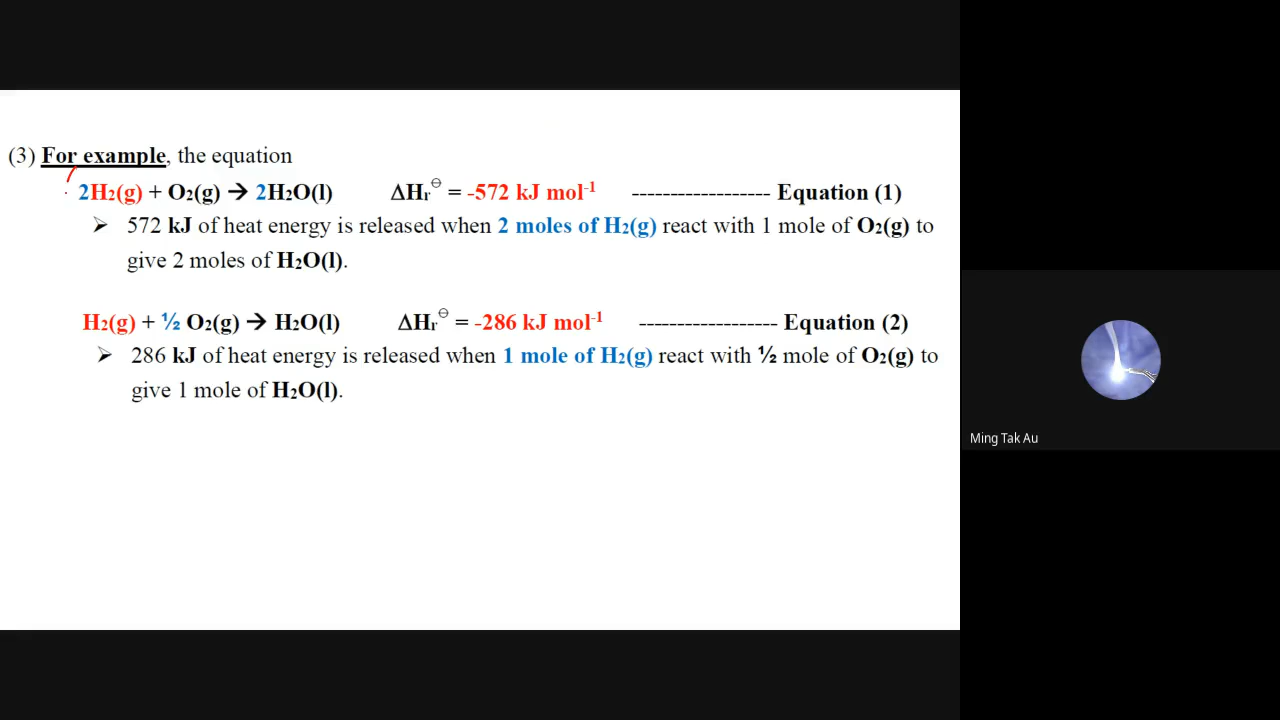 (3) For example, the equation
2H₂(g) + O₂(g) → 2H₂O(l) ΔHr⊖ = -572 kJ mol⁻¹ ------------------ Equation (1)
➢ 572 kJ of heat energy is released when 2 moles of H₂(g) react with 1 mole of O₂(g) to
give 2 moles of H₂O(l).
H₂(g) + ½ O₂(g) → H₂O(l) ΔHr⊖ = -286 kJ mol⁻¹ ------------------ Equation (2)
➢ 286 kJ of heat energy is released when 1 mole of H₂(g) react with ½ mole of O₂(g) to
give 1 mole of H₂O(l).
Ming Tak Au